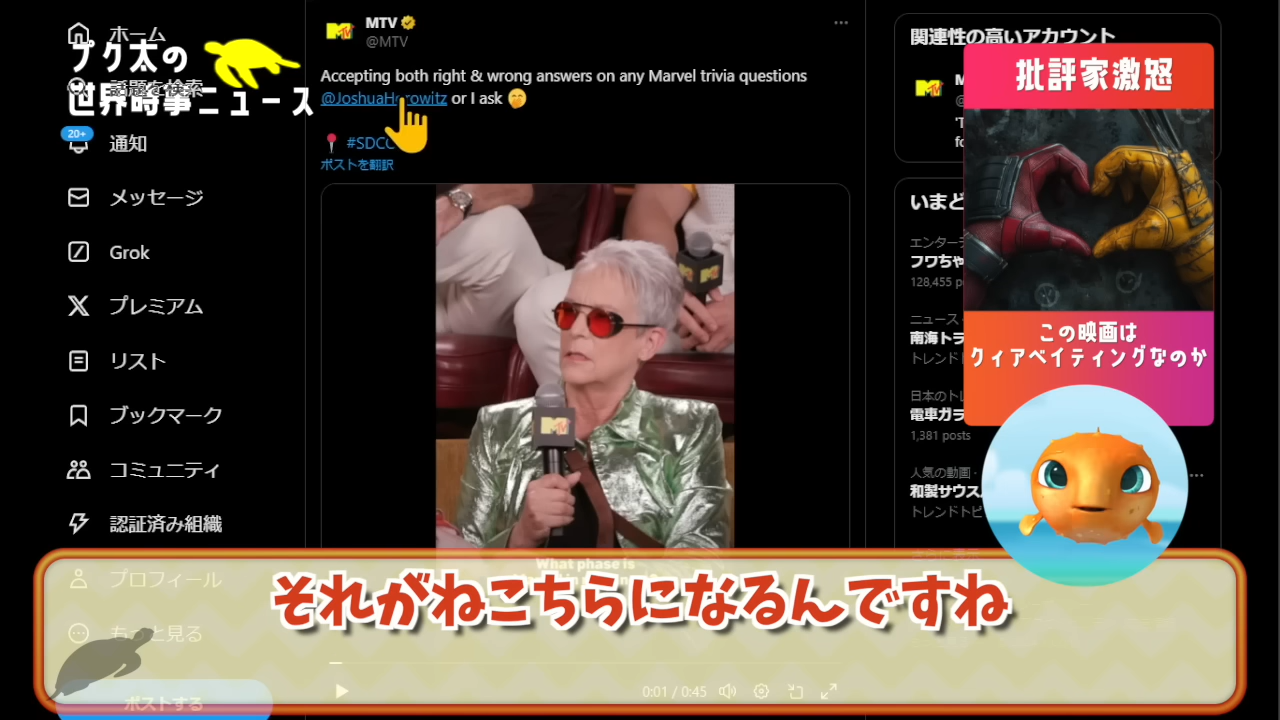 ホーム
ブク太の
話題を検索
世界時事ニュース
20+
通知
メッセージ
Grok
プレミアム
リスト
ブックマーク
コミュニティ
認証済み組織
プロフィール
もっと見る
ポストする
MTV
@MTV
Accepting both right & wrong answers on any Marvel trivia questions
@JoshuaHorowitz or I ask 🤭
📍 #SDCC
ポストを翻訳
What phase is
0:01 / 0:45
それがねこちらになるんですね
関連性の高いアカウント
批評家激怒
この映画は
クィアベイティングなのか
いまど
エンターテ
フワちゃ
128,455 p
ニュース
南海トラ
トレンド
日本のトレ
電車ガラ
1,381 posts
人気の動画
和製サウス
トレンドトピ
さらに表示